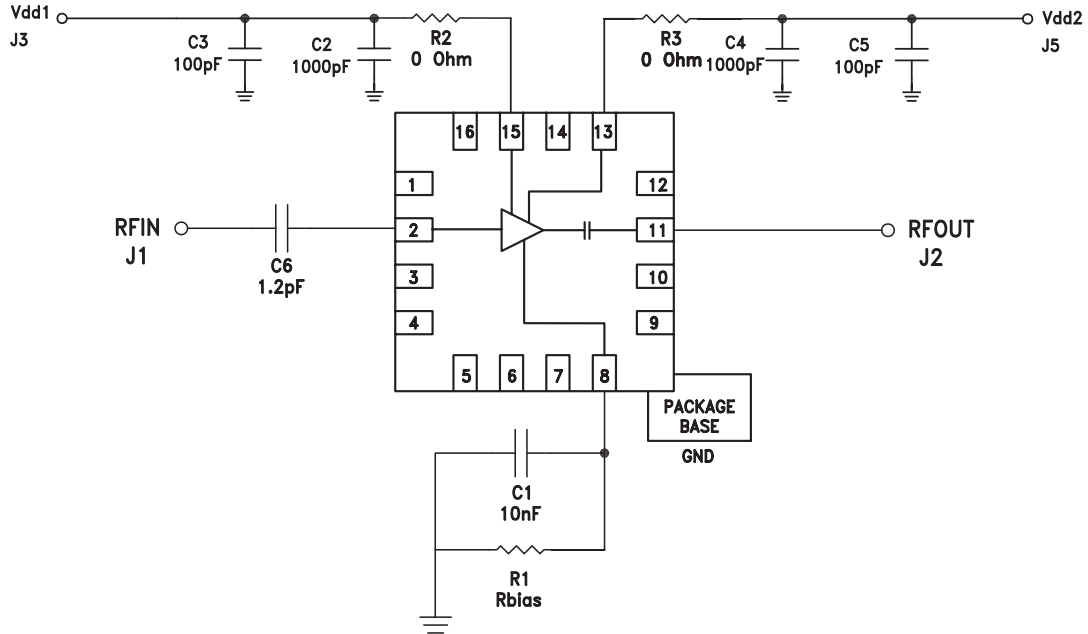 Vdd1
J3
C3
100pF
C2
1000pF
R2
0 Ohm
R3
0 Ohm
C4
1000pF
C5
100pF
Vdd2
J5
16
15
14
13
1
12
RFIN
J1
C6
1.2pF
2
11
RFOUT
J2
3
10
4
9
5
6
7
8
PACKAGE
BASE
GND
C1
10nF
R1
Rbias